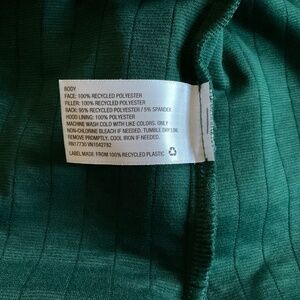 BODY
FACE: 100% RECYCLED POLYESTER
FILLER: 100% RECYCLED POLYESTER
BACK: 95% RECYCLED POLYESTER / 5% SPANDEX
HOOD LINING: 100% POLYESTER
MACHINE WASH COLD WITH LIKE COLORS. ONLY
NON-CHLORINE BLEACH IF NEEDED. TUMBLE DRY LOW.
REMOVE PROMPTLY. COOL IRON IF NEEDED.
RN17730 VN1042782
LABEL MADE FROM 100% RECYCLED PLASTIC